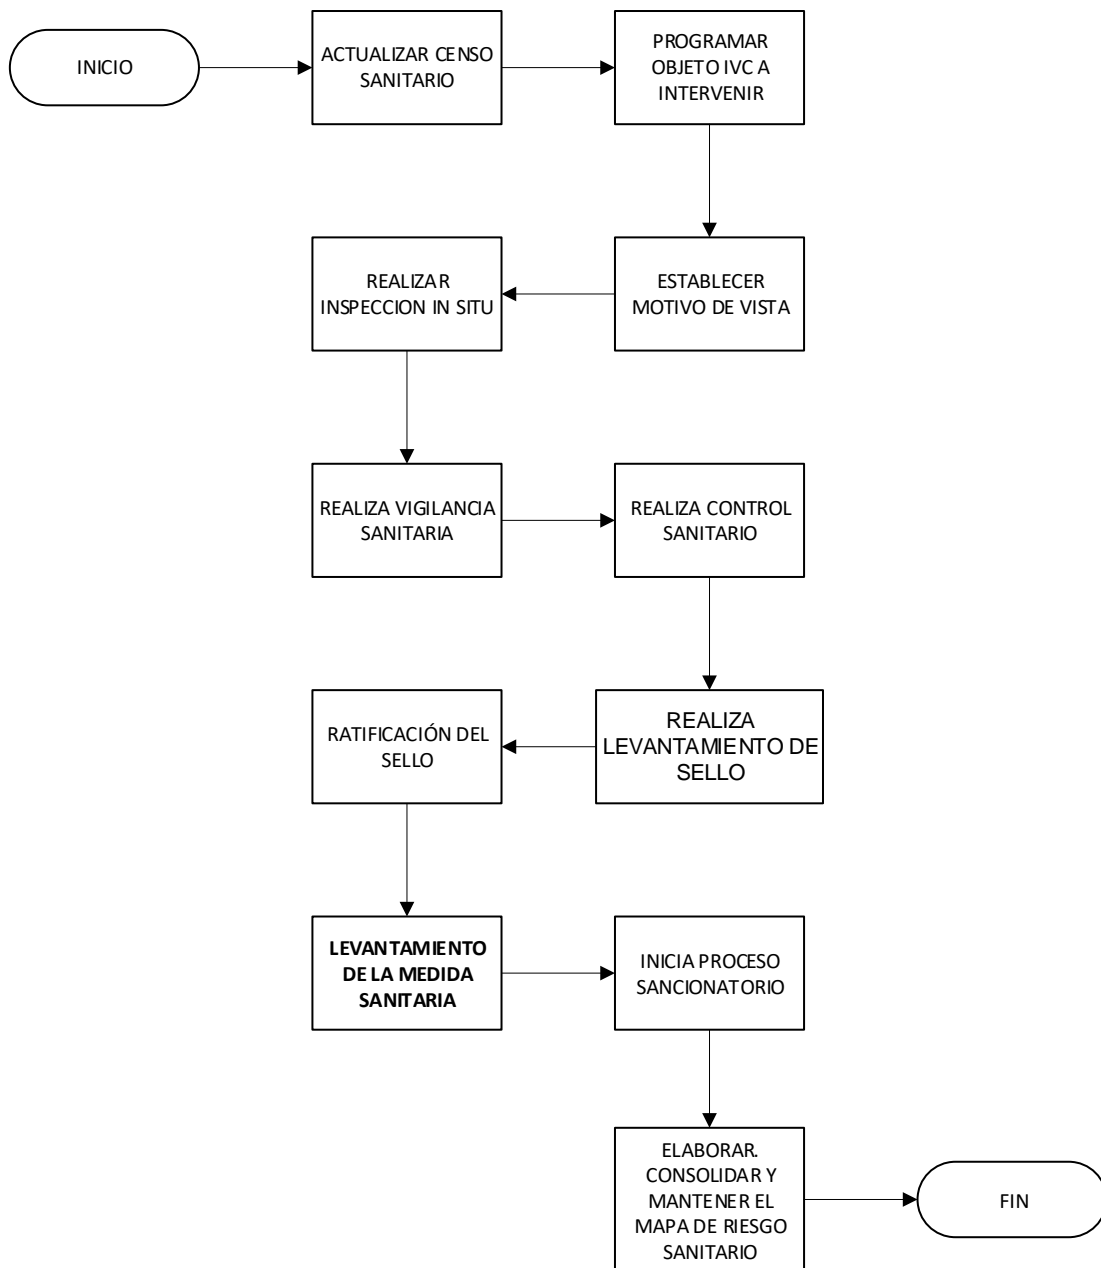 INICIO
ACTUALIZAR CENSO
SANITARIO
PROGRAMAR
OBJETO IVC A
INTERVENIR
ESTABLECER
MOTIVO DE VISTA
REALIZAR
INSPECCION IN SITU
REALIZA VIGILANCIA
SANITARIA
REALIZA CONTROL
SANITARIO
REALIZA
LEVANTAMIENTO DE
SELLO
RATIFICACIÓN DEL
SELLO
LEVANTAMIENTO
DE LA MEDIDA
SANITARIA
INICIA PROCESO
SANCIONATORIO
ELABORAR.
CONSOLIDAR Y
MANTENER EL
MAPA DE RIESGO
SANITARIO
FIN